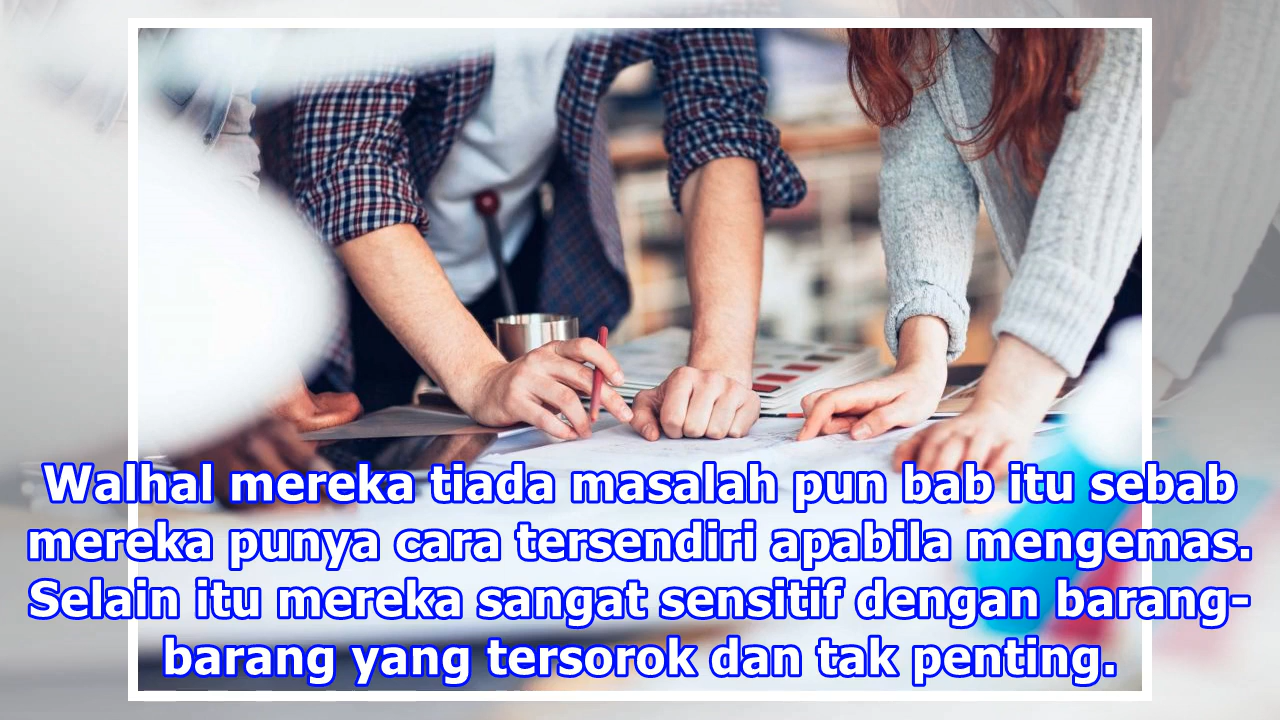 Walhal mereka tiada masalah pun bab itu sebab
mereka punya cara tersendiri apabila mengemas.
Selain itu mereka sangat sensitif dengan barang-
barang yang tersorok dan tak penting.